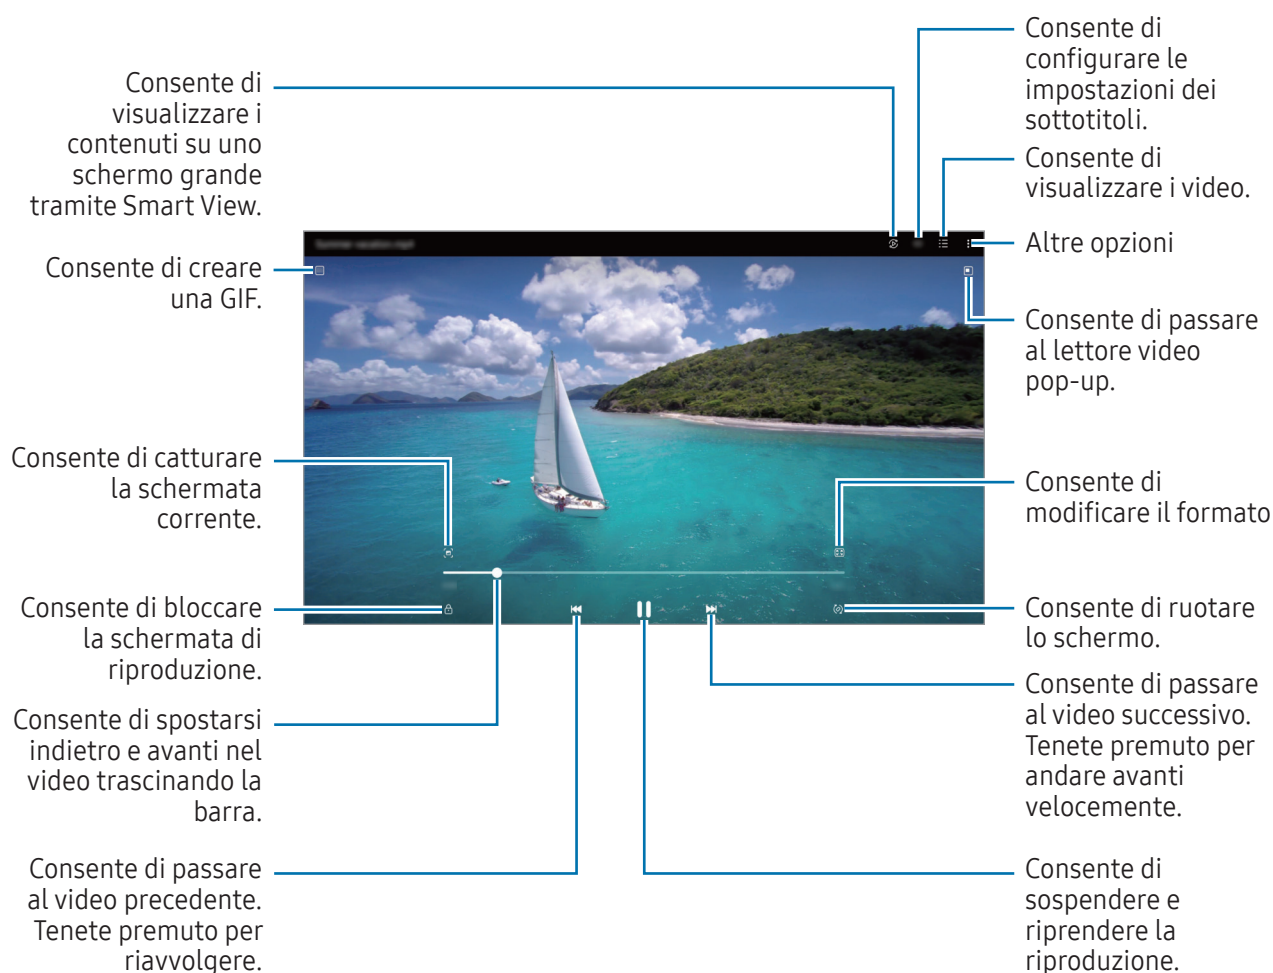 Consente di
visualizzare i
contenuti su uno
schermo grande
tramite Smart View.
Consente di creare
una GIF.
Consente di catturare
la schermata
corrente.
Consente di bloccare
la schermata di
riproduzione.
Consente di spostarsi
indietro e avanti nel
video trascinando la
barra.
Consente di passare
al video precedente.
Tenete premuto per
riavvolgere.
Summer vacation.mp4
Consente di
configurare le
impostazioni dei
sottotitoli.
Consente di
visualizzare i video.
Altre opzioni
Consente di passare
al lettore video
pop-up.
Consente di
modificare il formato
Consente di ruotare
lo schermo.
Consente di passare
al video successivo.
Tenete premuto per
andare avanti
velocemente.
Consente di
sospendere e
riprendere la
riproduzione.